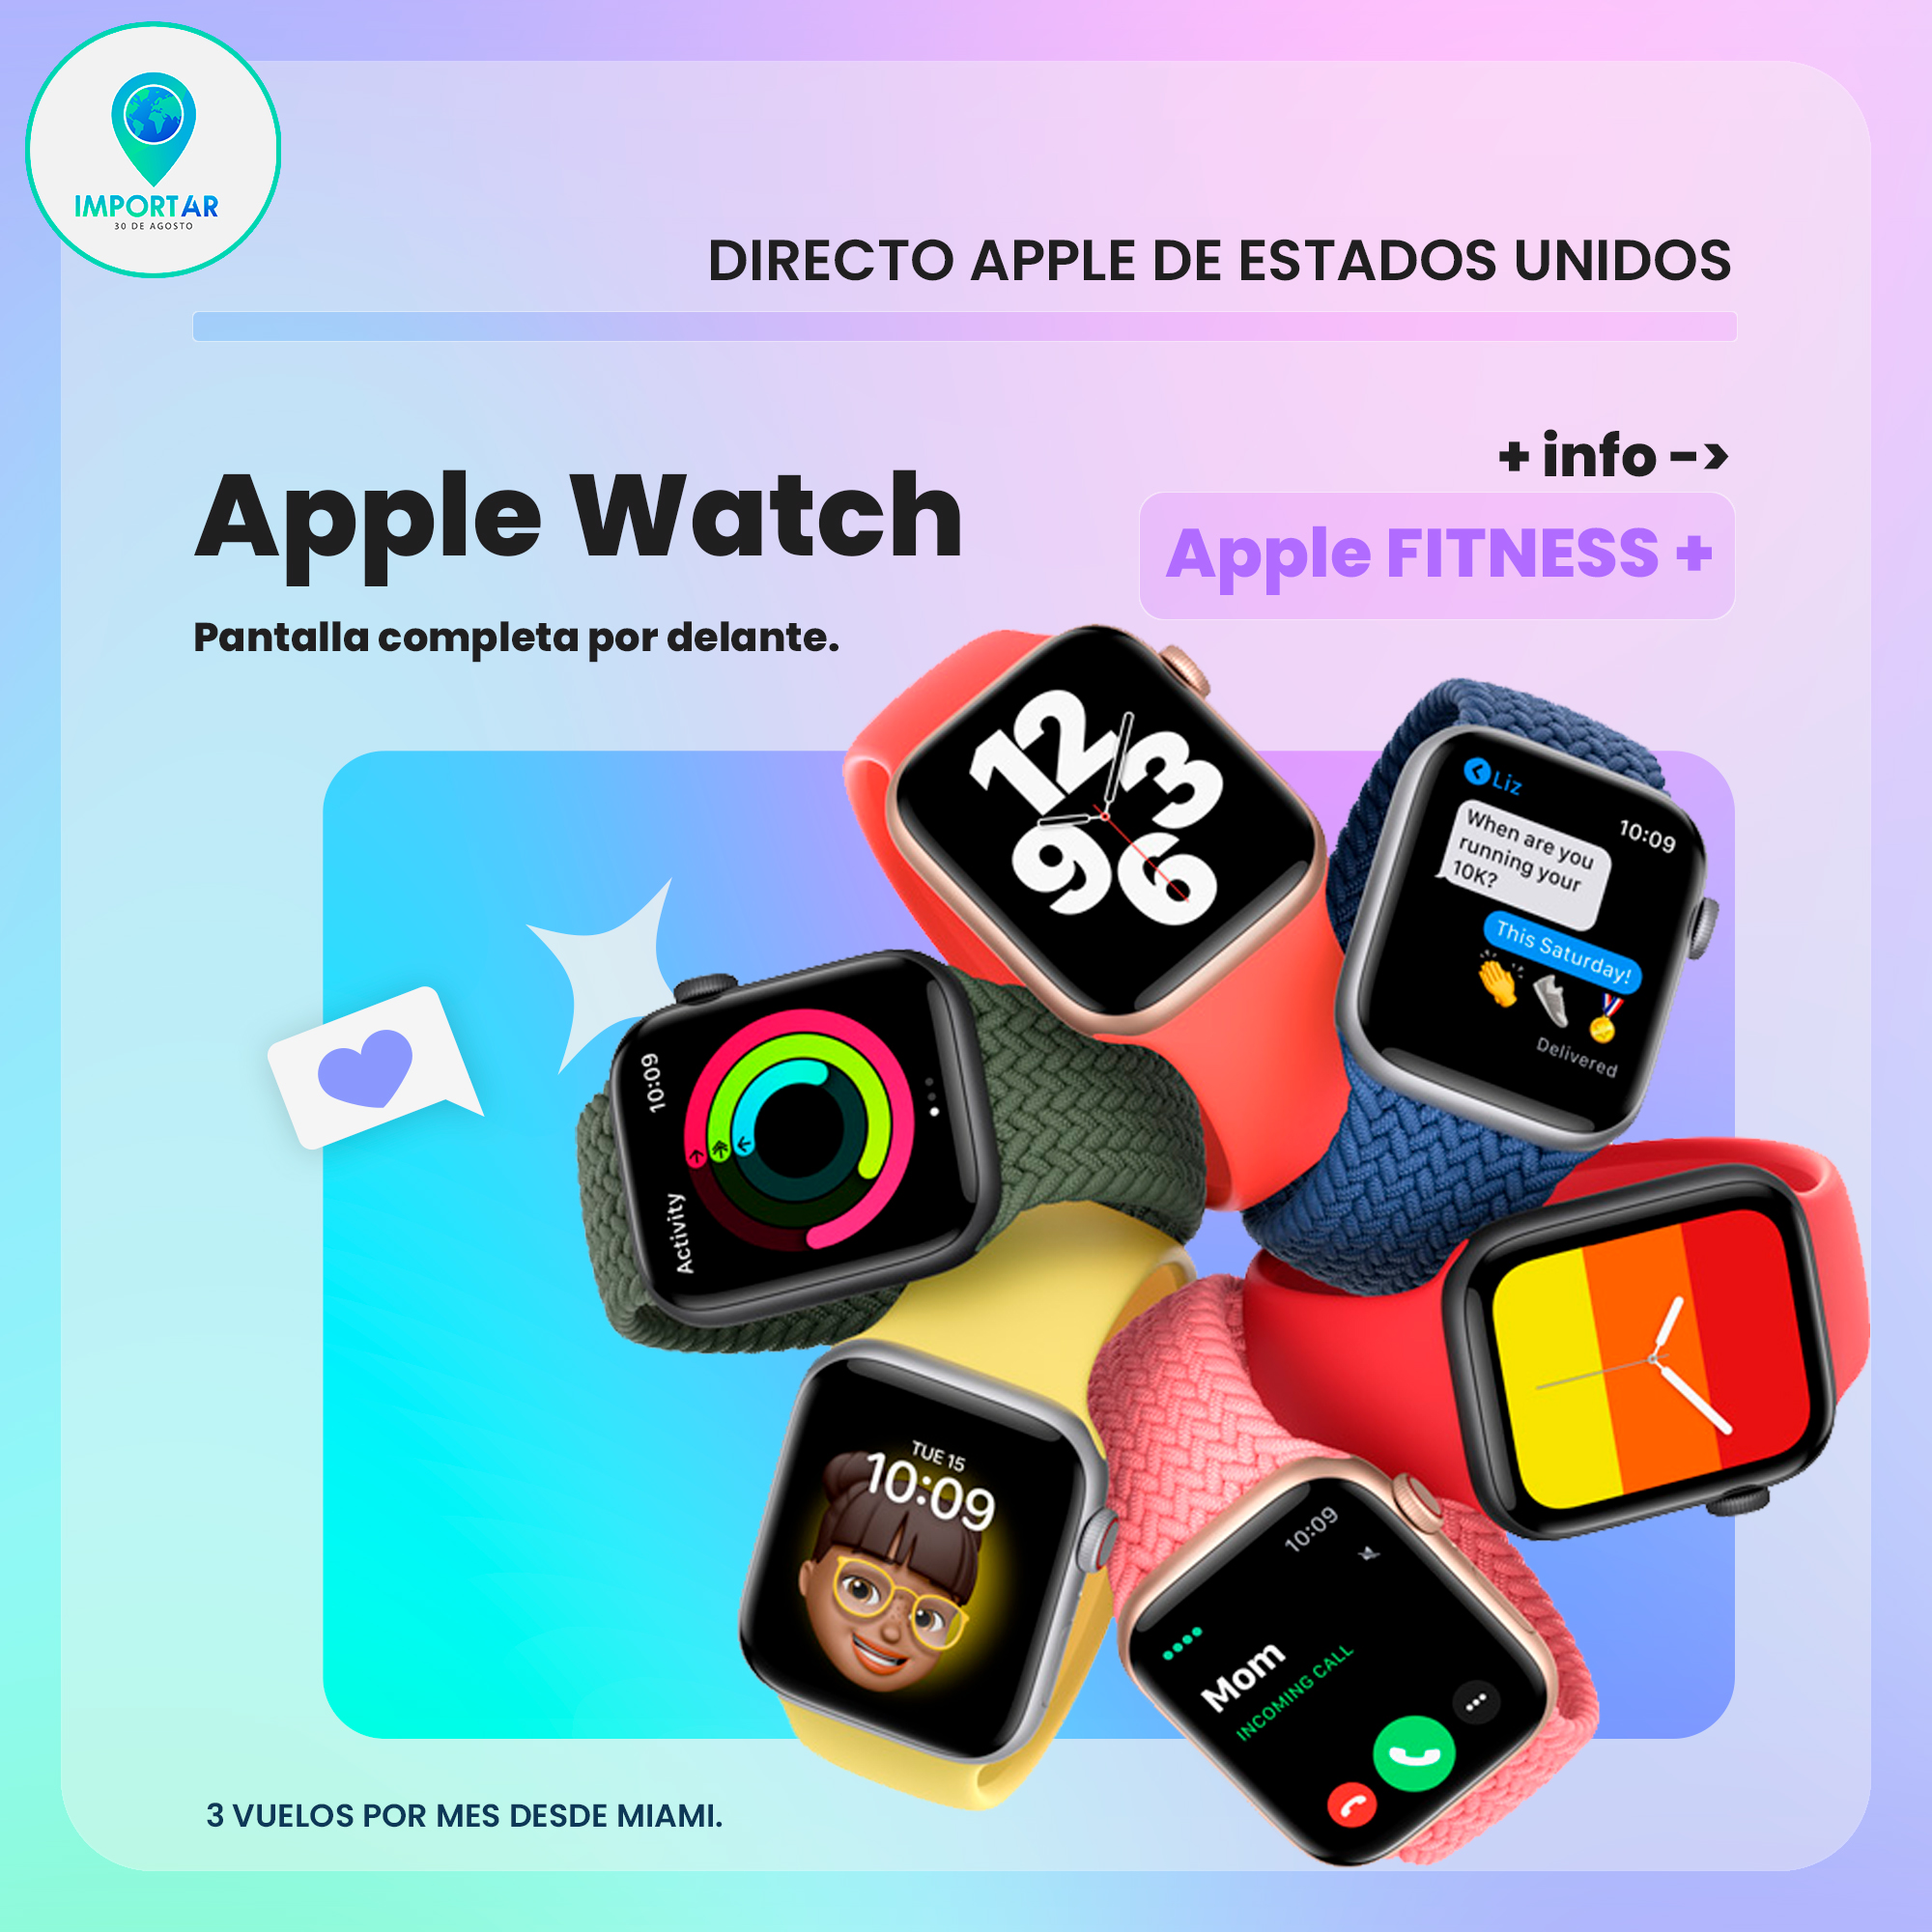 IMPORTAR
30 DE AGOSTO
DIRECTO APPLE DE ESTADOS UNIDOS
+ info ->
Apple Watch
Apple FITNESS +
Pantalla completa por delante.
12
3
9
6
Liz
10:09
When are you
running your
10K?
This Saturday!
Delivered
10:09
Activity
TUE 15
10:09
10:09
Mom
INCOMING CALL
3 VUELOS POR MES DESDE MIAMI.